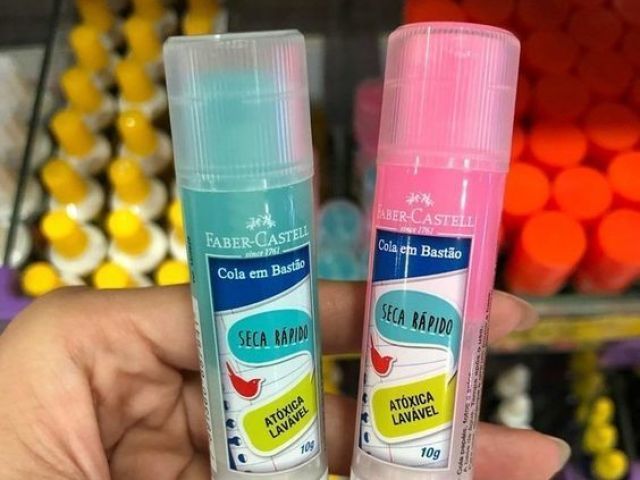 FABER-CASTELL
since 1761
Cola em Bastão
SECA RÁPIDO
ATÓXICA
LAVÁVEL
10g
FABER-CASTELL
since 1761
Cola em Bastão
SECA RÁPIDO
ATÓXICA
LAVÁVEL
10g